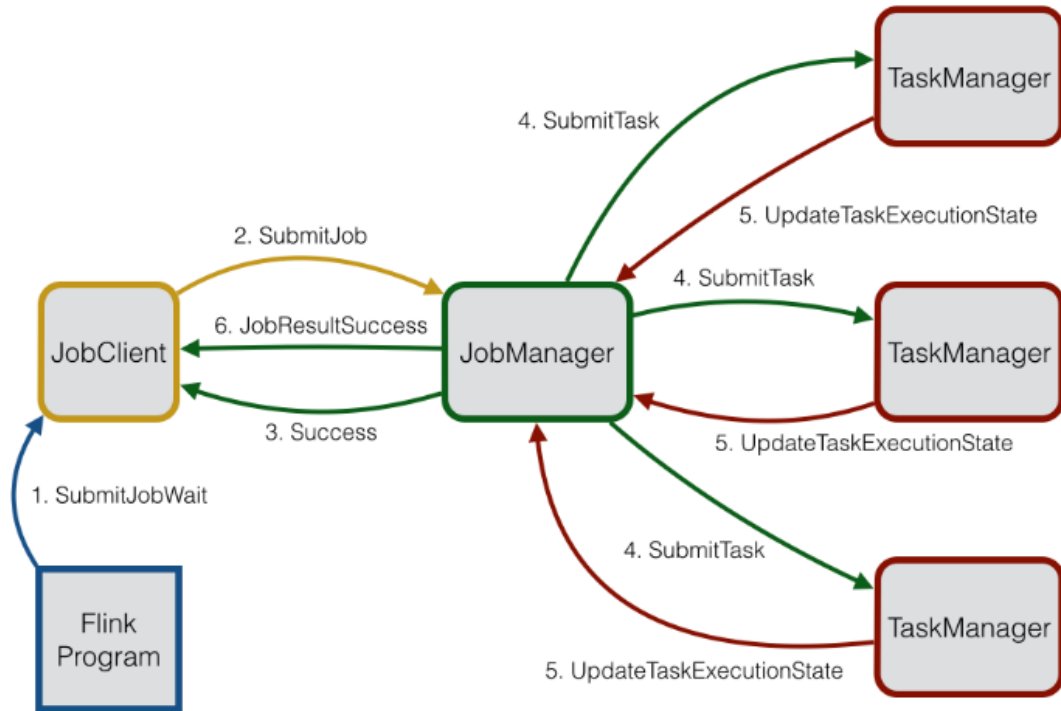 TaskManager
4. SubmitTask
5. UpdateTaskExecutionState
2. SubmitJob
4. SubmitTask
6. JobResultSuccess
JobClient
JobManager
TaskManager
3. Success
5. UpdateTaskExecutionState
1. SubmitJobWait
4. SubmitTask
Flink
Program
TaskManager
5. UpdateTaskExecutionState